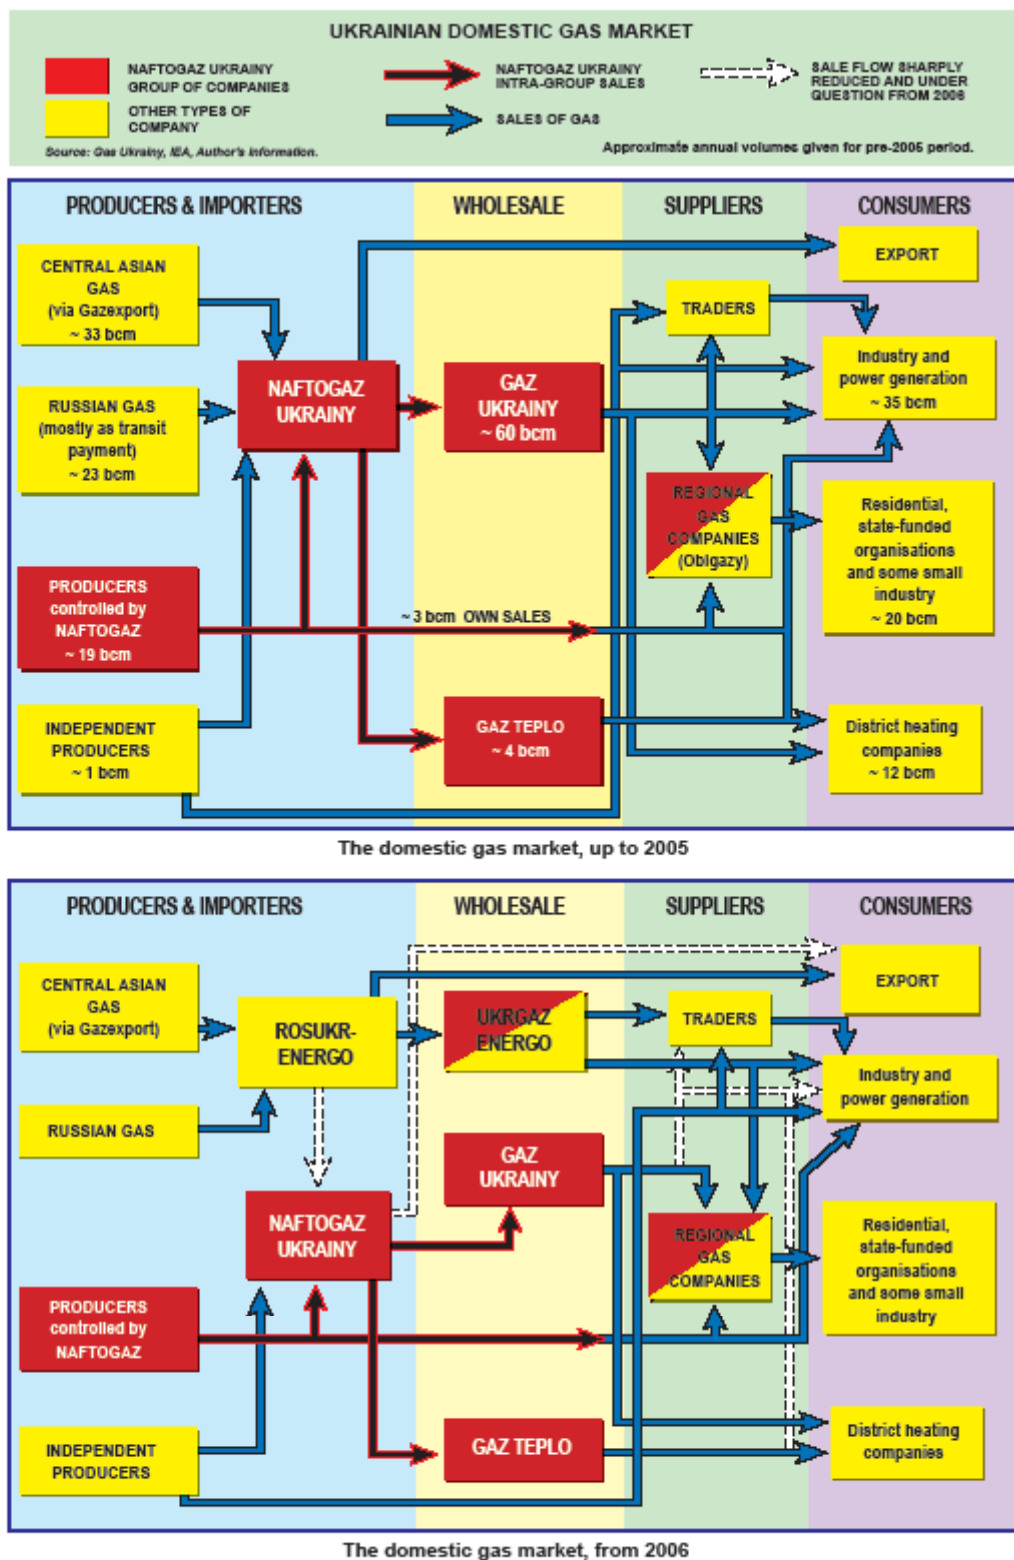 UKRAINIAN DOMESTIC GAS MARKET
NAFTOGAZ UKRAINY
GROUP OF COMPANIES
OTHER TYPES OF
COMPANY
NAFTOGAZ UKRAINY
INTRA-GROUP SALES
SALES OF GAS
SALE FLOW SHARPLY
REDUCED AND UNDER
QUESTION FROM 2006
Source: Gas Ukrainy, IEA, Author's information.
Approximate annual volumes given for pre-2005 period.
PRODUCERS & IMPORTERS
WHOLESALE
SUPPLIERS
CONSUMERS
CENTRAL ASIAN
GAS
(via Gazexport)
~ 33 bcm
RUSSIAN GAS
(mostly as transit
payment)
~ 23 bcm
PRODUCERS
controlled by
NAFTOGAZ
~ 19 bcm
INDEPENDENT
PRODUCERS
~ 1 bcm
NAFTOGAZ
UKRAINY
GAZ
UKRAINY
~ 60 bcm
~ 3 bcm OWN SALES
GAZ TEPLO
~ 4 bcm
TRADERS
REGIONAL
GAS
COMPANIES
(Oblgazy)
EXPORT
Industry and
power generation
~ 35 bcm
Residential,
state-funded
organisations
and some small
industry
~ 20 bcm
District heating
companies
~ 12 bcm
The domestic gas market, up to 2005
PRODUCERS & IMPORTERS
WHOLESALE
SUPPLIERS
CONSUMERS
CENTRAL ASIAN
GAS
(via Gazexport)
RUSSIAN GAS
PRODUCERS
controlled by
NAFTOGAZ
INDEPENDENT
PRODUCERS
ROSUKR-
ENERGO
NAFTOGAZ
UKRAINY
UKRGAZ
ENERGO
GAZ
UKRAINY
GAZ TEPLO
TRADERS
REGIONAL
GAS
COMPANIES
EXPORT
Industry and
power generation
Residential,
state-funded
organisations
and some small
industry
District heating
companies
The domestic gas market, from 2006